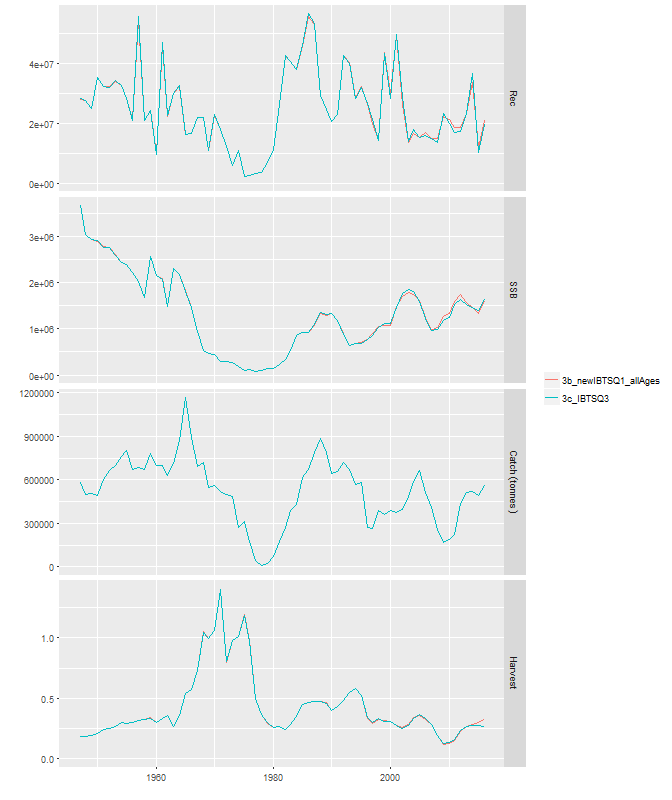 4e+07
2e+07
0e+00
Rec
3e+06
2e+06
1e+06
0e+00
SSB
1200000
900000
600000
300000
0
Catch (tonnes )
1.0
0.5
0.0
Harvest
1960
1980
2000
3b_newIBTSQ1_allAges
3c_IBTSQ3